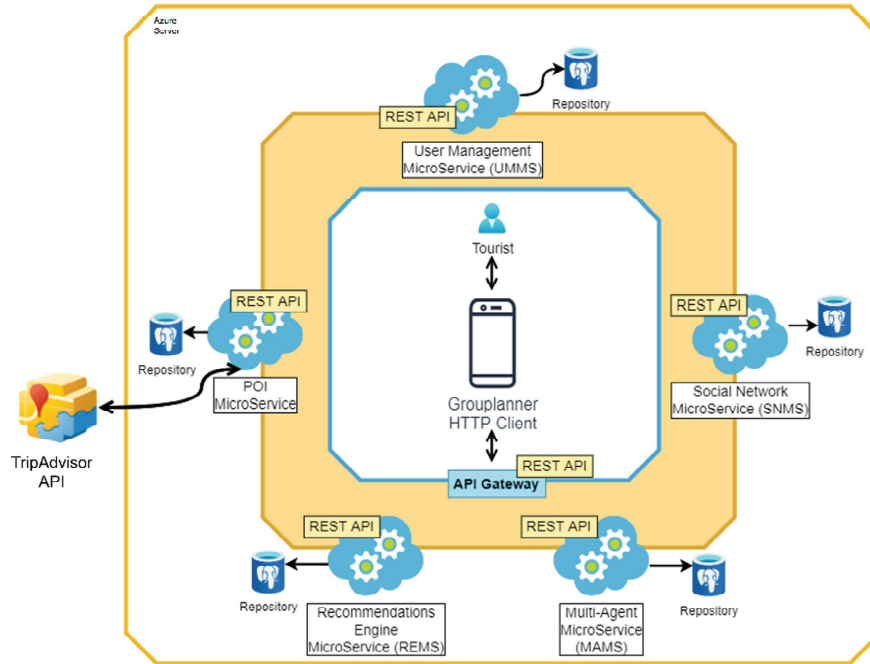 Azure
Server
REST API
Repository
User Management
MicroService (UMMS)
Tourist
REST API
Repository
POI
MicroService
REST API
Repository
Social Network
MicroService (SNMS)
Grouplanner
HTTP Client
TripAdvisor
API
REST API
API Gateway
REST API
Repository
Recommendations
Engine
MicroService (REMS)
REST API
Repository
Multi-Agent
MicroService
(MAMS)